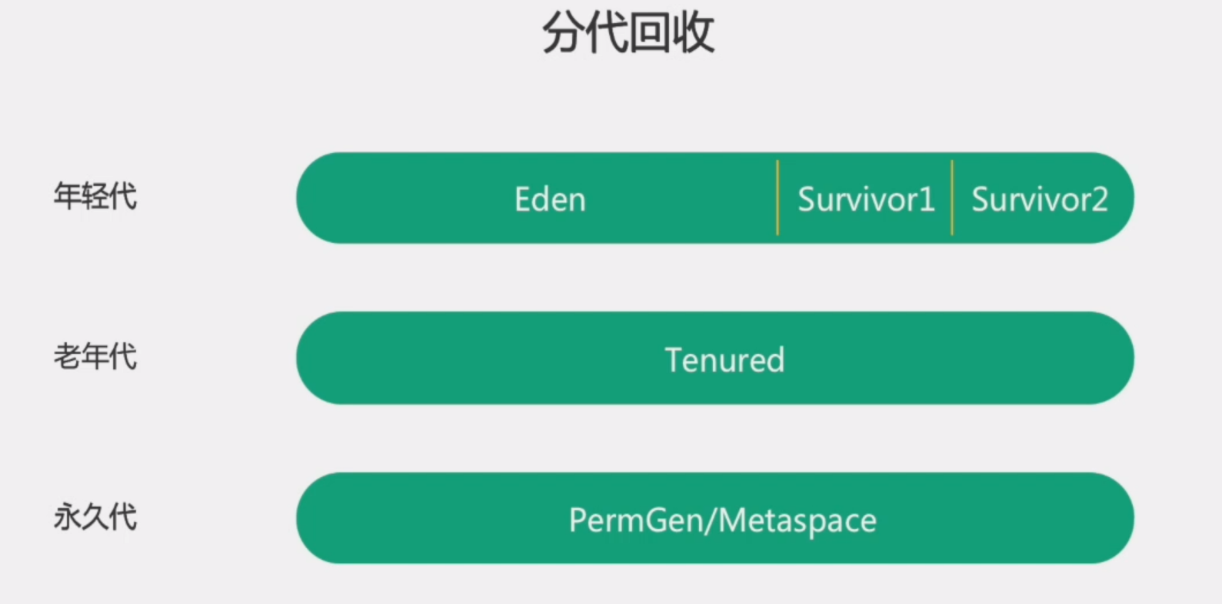 分代回收
年轻代
Eden
Survivor1
Survivor2
老年代
Tenured
永久代
PermGen/Metaspace